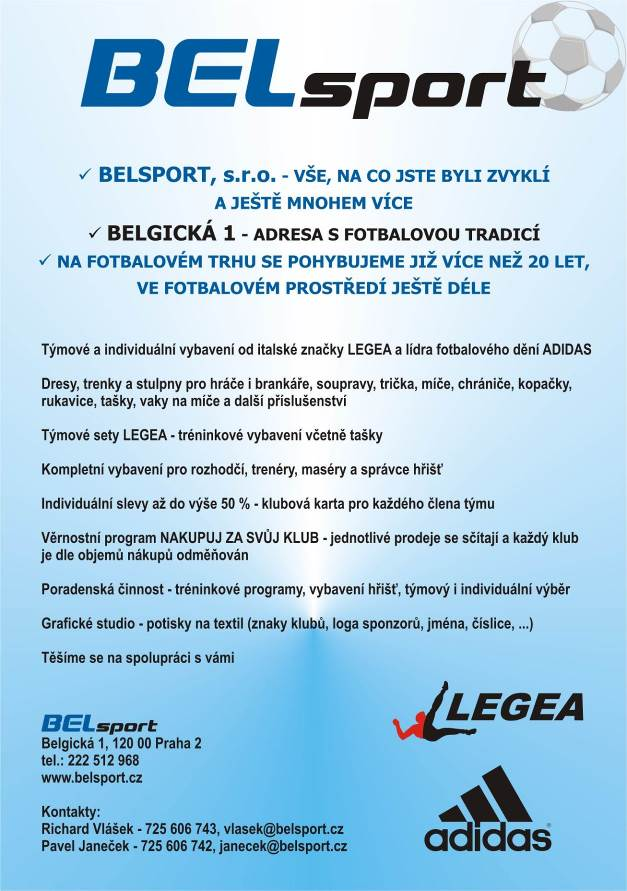 BELsport
✓ BELSPORT, s.r.o. - VŠE, NA CO JSTE BYLI ZVYKLÍ
A JEŠTĚ MNOHEM VÍCE
✓ BELGICKÁ 1 - ADRESA S FOTBALOVOU TRADICÍ
✓ NA FOTBALOVÉM TRHU SE POHYBUJEME JIŽ VÍCE NEŽ 20 LET,
VE FOTBALOVÉM PROSTŘEDÍ JEŠTĚ DÉLE
Týmové a individuální vybavení od italské značky LEGEA a lídra fotbalového dění ADIDAS
Dresy, trenky a stulpny pro hráče i brankáře, soupravy, trička, míče, chrániče, kopačky,
rukavice, tašky, vaky na míče a další příslušenství
Týmové sety LEGEA - tréninkové vybavení včetně tašky
Kompletní vybavení pro rozhodčí, trenéry, maséry a správce hřišť
Individuální slevy až do výše 50 % - klubová karta pro každého člena týmu
Věrnostní program NAKUPUJ ZA SVŮJ KLUB - jednotlivé prodeje se sčítají a každý klub
je dle objemů nákupů odměňován
Poradenská činnost - tréninkové programy, vybavení hřišť, týmový i individuální výběr
Grafické studio - potisky na textil (znaky klubů, loga sponzorů, jména, číslice, ...)
Těšíme se na spolupráci s vámi
BELsport
Belgická 1, 120 00 Praha 2
tel.: 222 512 968
www.belsport.cz
Kontakty:
Richard Vlášek - 725 606 743, vlasek@belsport.cz
Pavel Janeček - 725 606 742, janecek@belsport.cz
LEGEA
adidas®